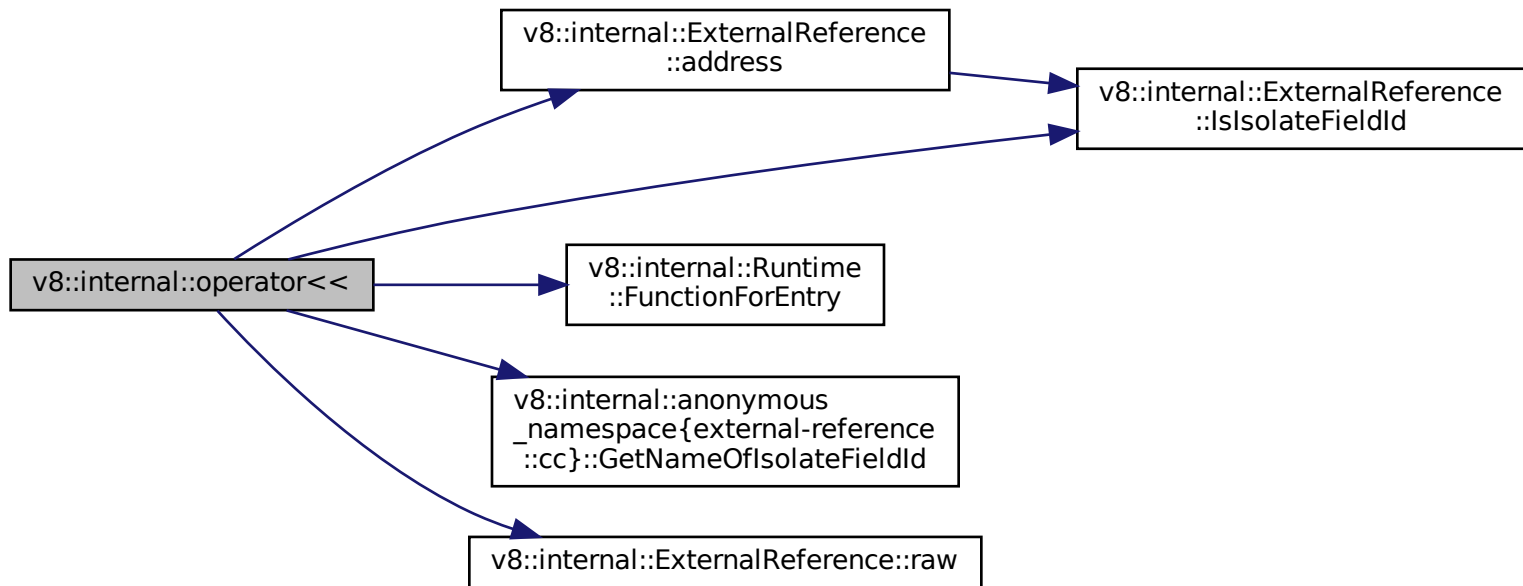 v8::internal::ExternalReference
::address
v8::internal::ExternalReference
::IsIsolateFieldId
v8::internal::operator<<
v8::internal::Runtime
::FunctionForEntry
v8::internal::anonymous
_namespace{external-reference
::cc}::GetNameOfIsolateFieldId
v8::internal::ExternalReference::raw